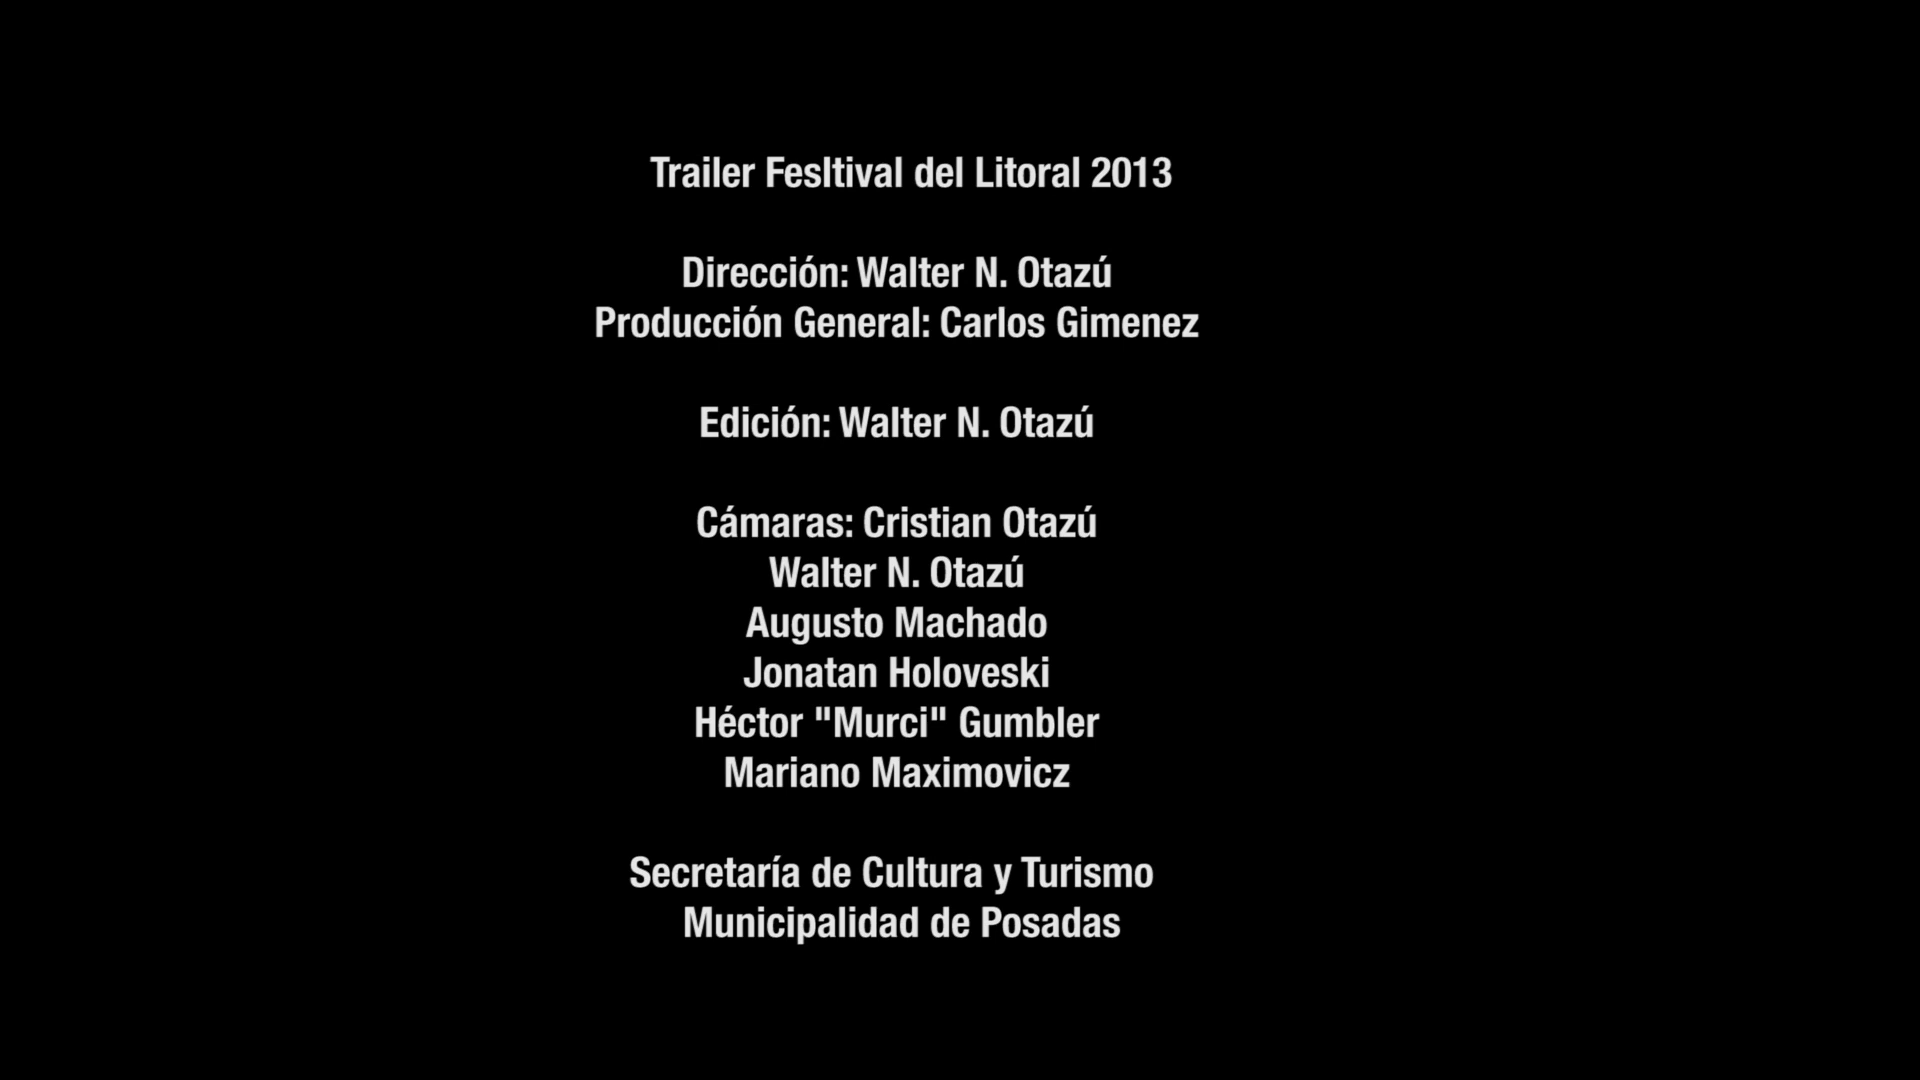 Trailer Fesltival del Litoral 2013
Dirección: Walter N. Otazú
Producción General: Carlos Gimenez
Edición: Walter N. Otazú
Cámaras: Cristian Otazú
Walter N. Otazú
Augusto Machado
Jonatan Holoveski
Héctor "Murci" Gumbler
Mariano Maximovicz
Secretaría de Cultura y Turismo
Municipalidad de Posadas